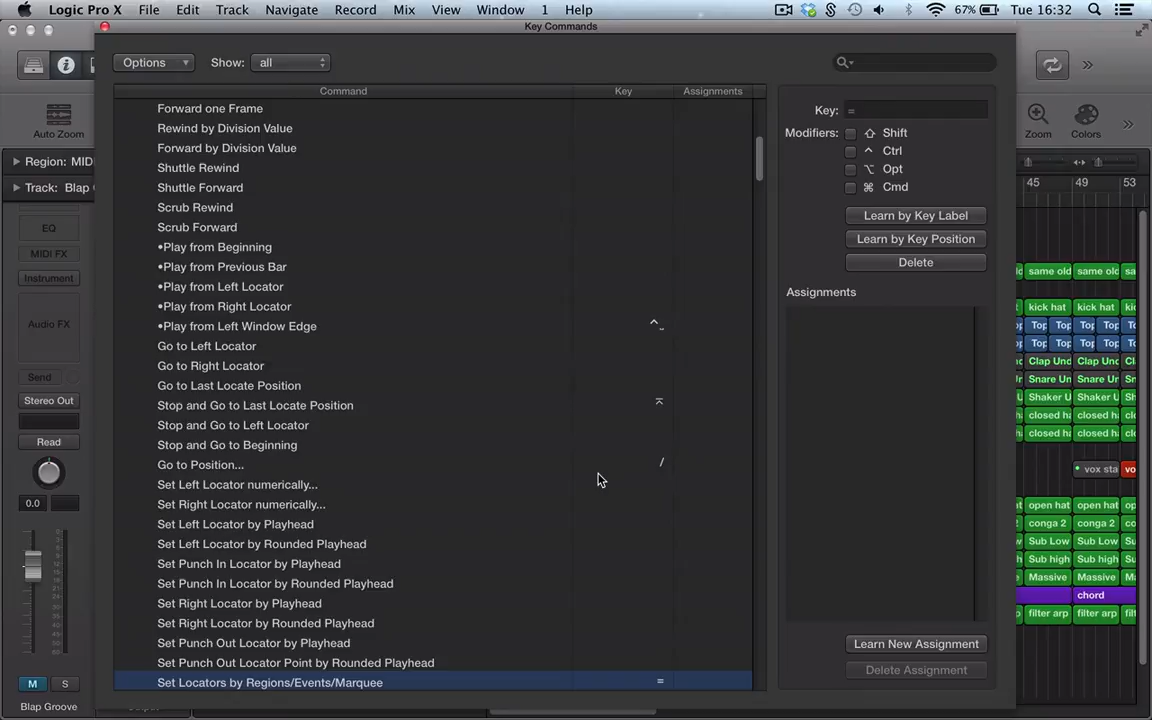 Logic Pro X File Edit Track Navigate Record Mix View Window 1 Help 67% Tue 16:32
Key Commands
Options Show: all
Command Key Assignments
Forward one Frame
Rewind by Division Value
Forward by Division Value
Shuttle Rewind
Shuttle Forward
Scrub Rewind
Scrub Forward
•Play from Beginning
•Play from Previous Bar
•Play from Left Locator
•Play from Right Locator
•Play from Left Window Edge
Go to Left Locator
Go to Right Locator
Go to Last Locate Position
Stop and Go to Last Locate Position
Stop and Go to Left Locator
Stop and Go to Beginning
Go to Position... /
Set Left Locator numerically...
Set Right Locator numerically...
Set Left Locator by Playhead
Set Left Locator by Rounded Playhead
Set Punch In Locator by Playhead
Set Punch In Locator by Rounded Playhead
Set Right Locator by Playhead
Set Right Locator by Rounded Playhead
Set Punch Out Locator by Playhead
Set Punch Out Locator Point by Rounded Playhead
Set Locators by Regions/Events/Marquee =
Key: =
Modifiers: ⇧ Shift
^ Ctrl
⌥ Opt
⌘ Cmd
Learn by Key Label
Learn by Key Position
Delete
Assignments
Learn New Assignment
Delete Assignment
Auto Zoom
Region: MIDI
Track: Blap
EQ
MIDI FX
Instrument
Audio FX
Send
Stereo Out
Read
0.0
M S
Blap Groove
Zoom Colors
45 49 53
same old same old sa
kick hat kick hat
Top Top Top
Top Top Top
Clap Und Clap Und
Snare Un Snare Un
Shaker U Shaker U
closed h closed h
closed h closed h
vox sta vo
open hat open hat
conga 2 conga 2
Sub Low Sub Low
Sub high Sub high
Massive Massive
chord
filter arp filter arp